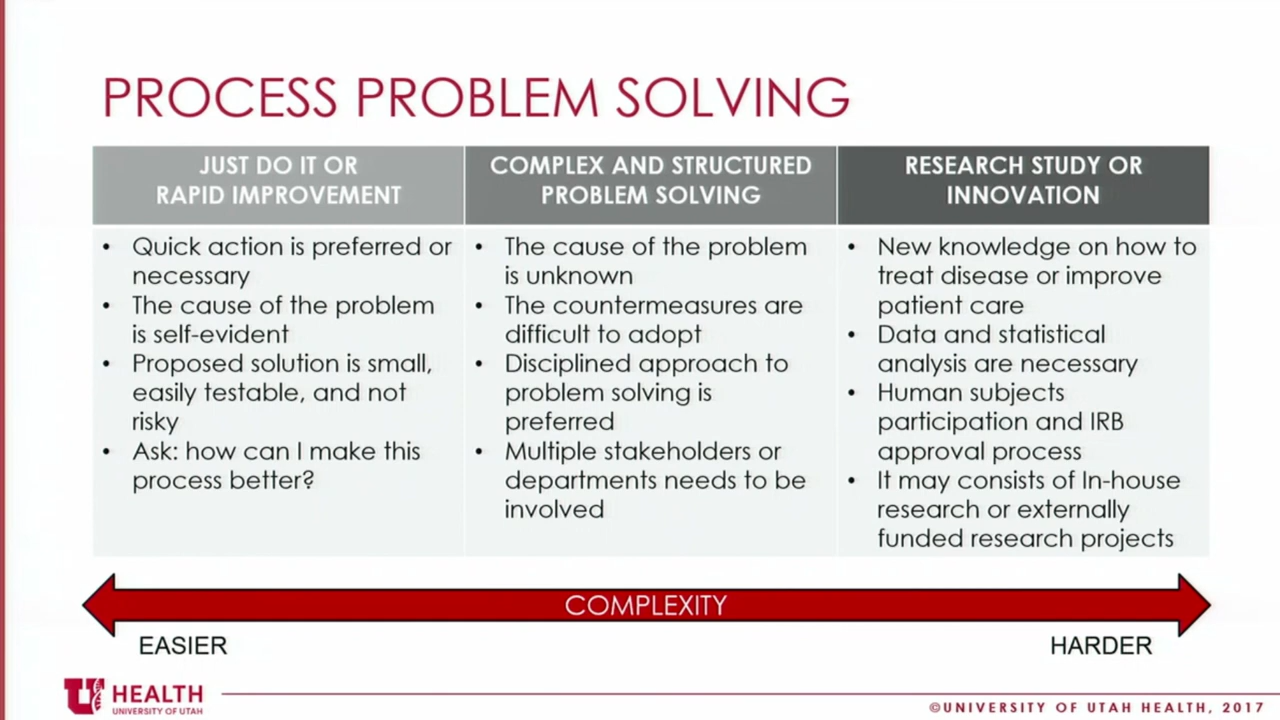 PROCESS PROBLEM SOLVING
JUST DO IT OR
RAPID IMPROVEMENT
• Quick action is preferred or
necessary
• The cause of the problem
is self-evident
• Proposed solution is small,
easily testable, and not
risky
• Ask: how can I make this
process better?
COMPLEX AND STRUCTURED
PROBLEM SOLVING
• The cause of the problem
is unknown
• The countermeasures are
difficult to adopt
• Disciplined approach to
problem solving is
preferred
• Multiple stakeholders or
departments needs to be
involved
RESEARCH STUDY OR
INNOVATION
• New knowledge on how to
treat disease or improve
patient care
• Data and statistical
analysis are necessary
• Human subjects
participation and IRB
approval process
• It may consists of In-house
research or externally
funded research projects
COMPLEXITY
EASIER
HARDER
U HEALTH
UNIVERSITY OF UTAH
©UNIVERSITY OF UTAH HEALTH, 2017